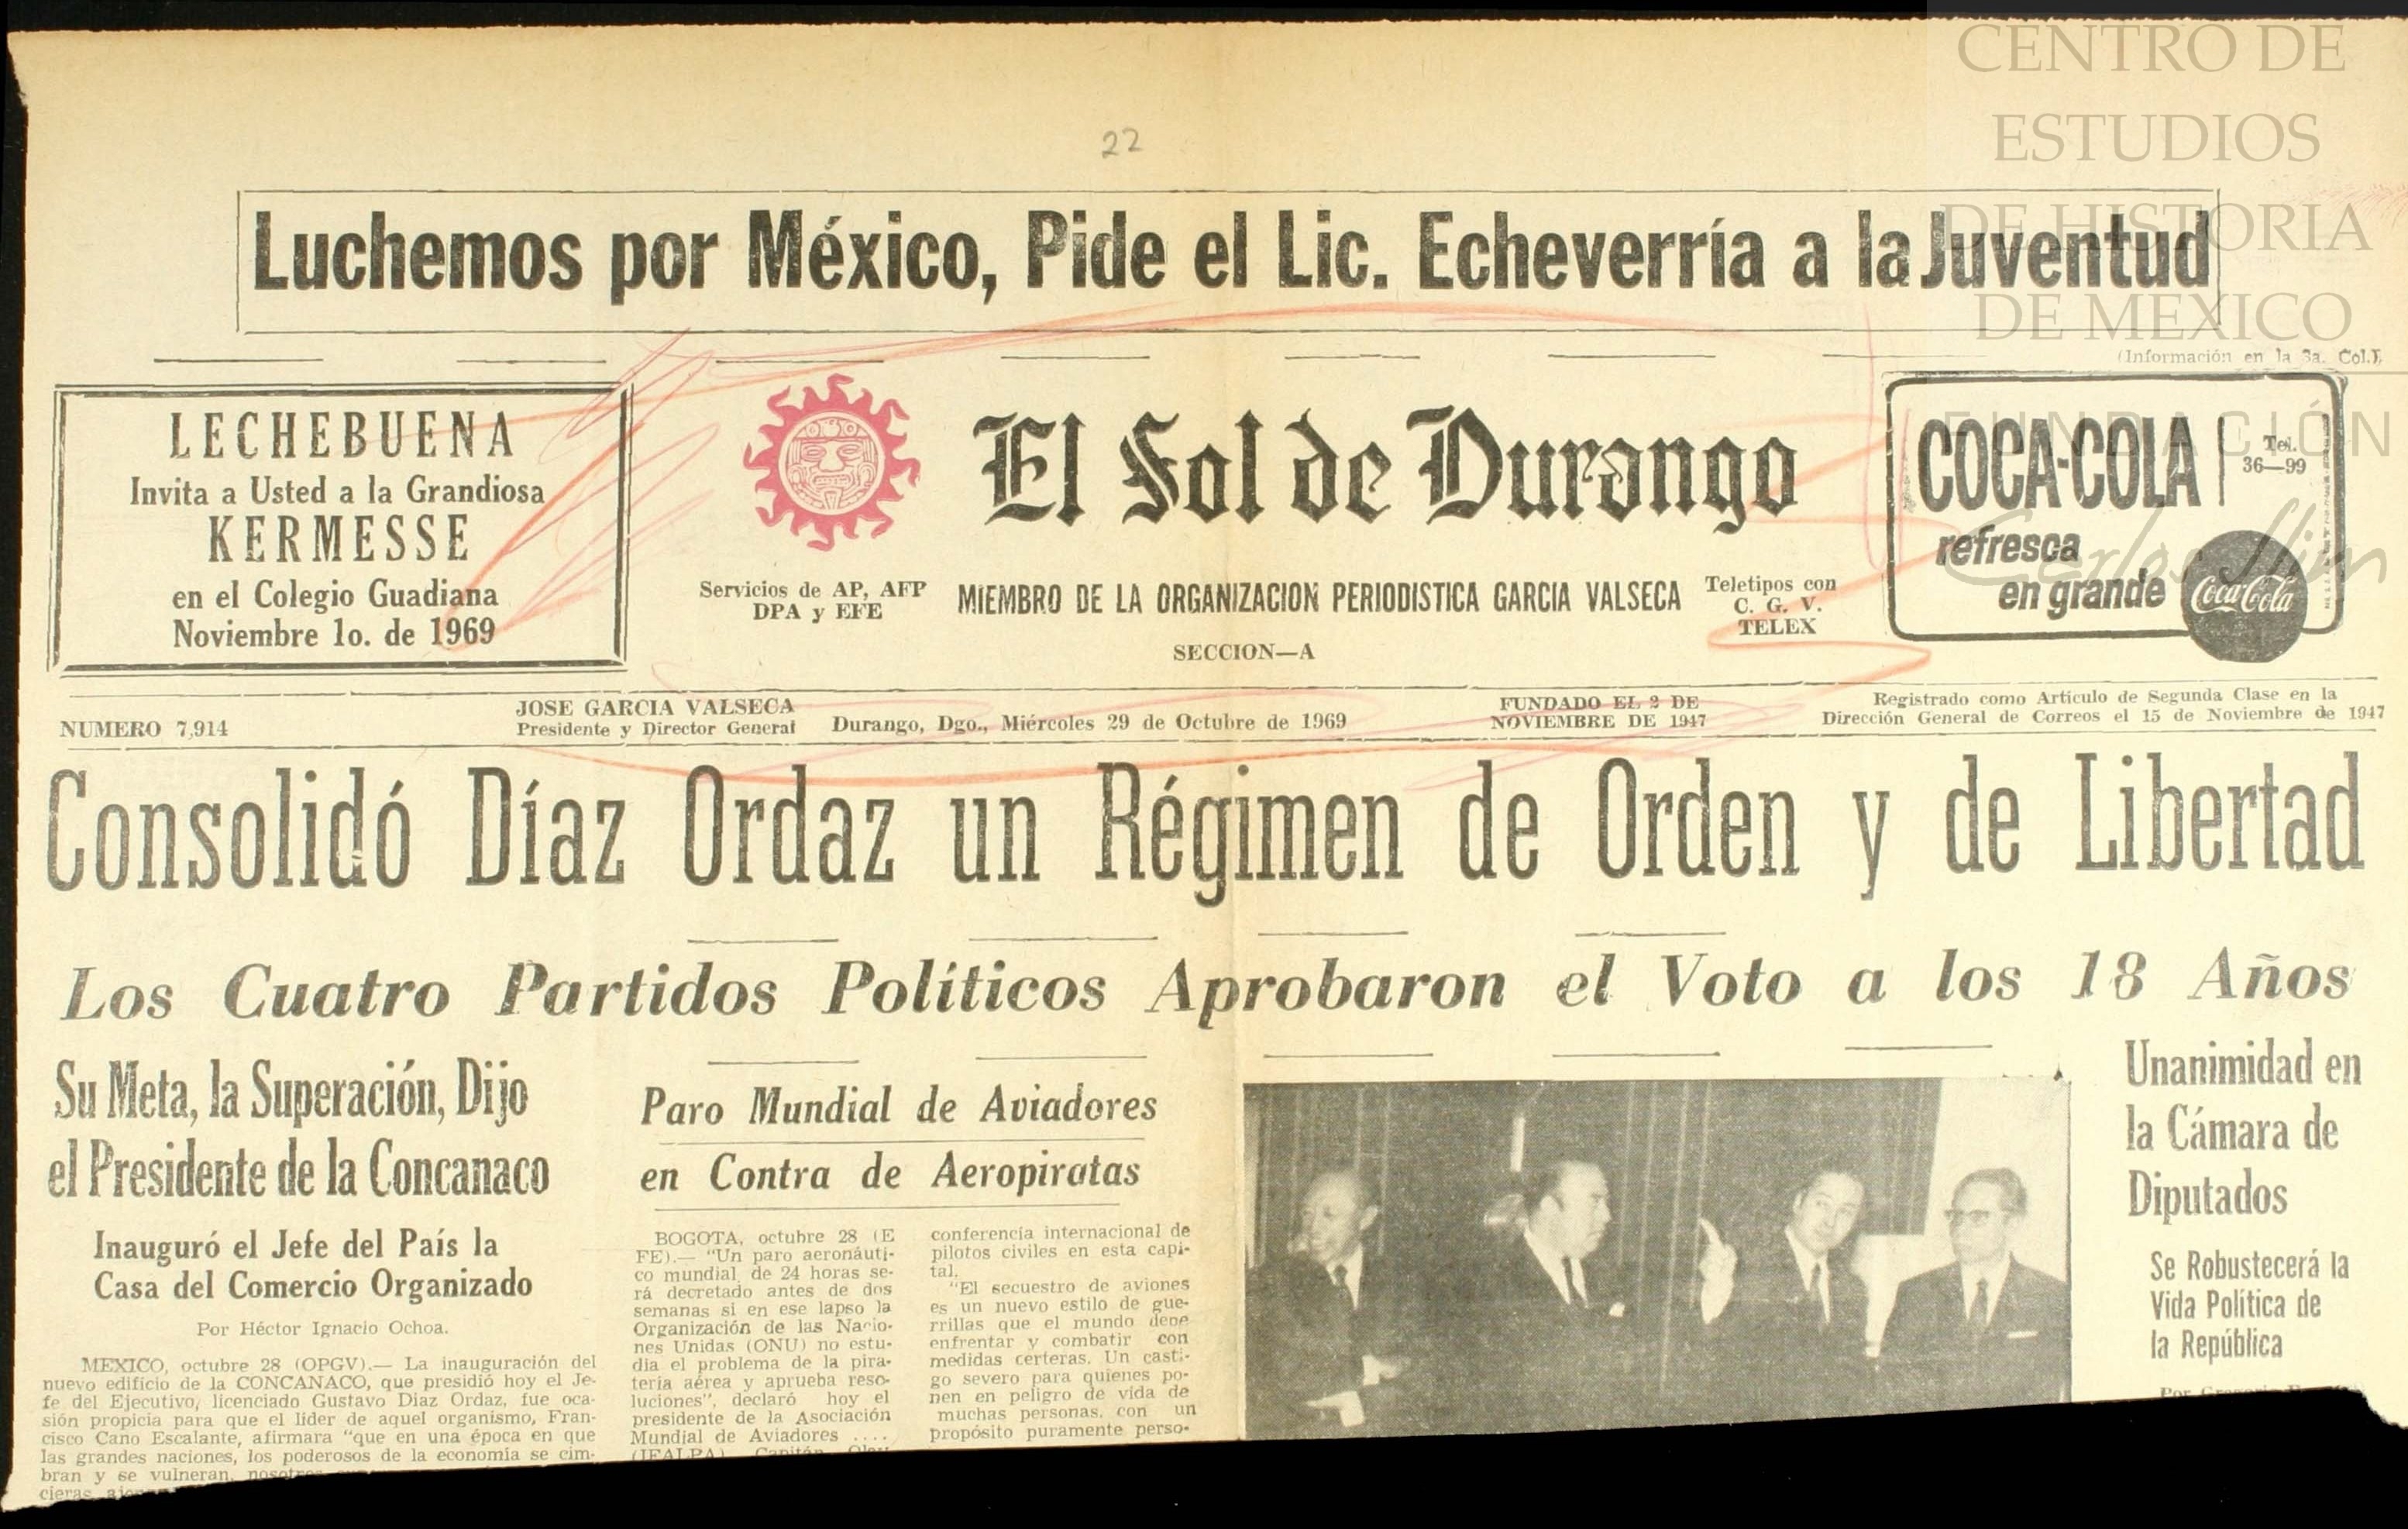 CENTRO DE
ESTUDIOS
DE HISTORIA
DE MEXICO
FUNDACIÓN
Carlos Slim
22
Luchemos por México, Pide el Lic. Echeverría a la Juventud
(Información en la 3a. Col.)
LECHEBUENA
Invita a Usted a la Grandiosa
KERMESSE
en el Colegio Guadiana
Noviembre 1o. de 1969
El Sol de Durango
Servicios de AP, AFP
DPA y EFE
MIEMBRO DE LA ORGANIZACION PERIODISTICA GARCIA VALSECA
Teletipos con
C. G. V.
TELEX
SECCION—A
COCA-COLA
Tel.
36—99
refresca
en grande
Coca-Cola
NUMERO 7,914
JOSE GARCIA VALSECA
Presidente y Director General
Durango, Dgo., Miércoles 29 de Octubre de 1969
FUNDADO EL 2 DE
NOVIEMBRE DE 1947
Registrado como Artículo de Segunda Clase en la
Dirección General de Correos el 15 de Noviembre de 1947
Consolidó Díaz Ordaz un Régimen de Orden y de Libertad
Los Cuatro Partidos Políticos Aprobaron el Voto a los 18 Años
Su Meta, la Superación, Dijo
el Presidente de la Concanaco
Inauguró el Jefe del País la
Casa del Comercio Organizado
Por Héctor Ignacio Ochoa.
MEXICO, octubre 28 (OPGV).— La inauguración del
nuevo edificio de la CONCANACO, que presidió hoy el Je-
fe del Ejecutivo, licenciado Gustavo Díaz Ordaz, fue oca-
sión propicia para que el líder de aquel organismo, Fran-
cisco Cano Escalante, afirmara "que en una época en que
las grandes naciones, los poderosos de la economía se cim-
bran y se vulneran,
cieras
Paro Mundial de Aviadores
en Contra de Aeropiratas
BOGOTA, octubre 28 (E
FE).— "Un paro aeronáuti-
co mundial de 24 horas se-
rá decretado antes de dos
semanas si en ese lapso la
Organización de las Nacio-
nes Unidas (ONU) no estu-
dia el problema de la pira-
tería aérea y aprueba reso-
luciones", declaró hoy el
presidente de la Asociación
Mundial de Aviadores ....
(IFALPA) Capitán
conferencia internacional de
pilotos civiles en esta capi-
tal.
"El secuestro de aviones
es un nuevo estilo de gue-
rrillas que el mundo debe
enfrentar y combatir con
medidas certeras. Un casti-
go severo para quienes po-
nen en peligro de vida de
muchas personas, con un
propósito puramente perso-
Unanimidad en
la Cámara de
Diputados
Se Robustecerá la
Vida Política de
la República
Por